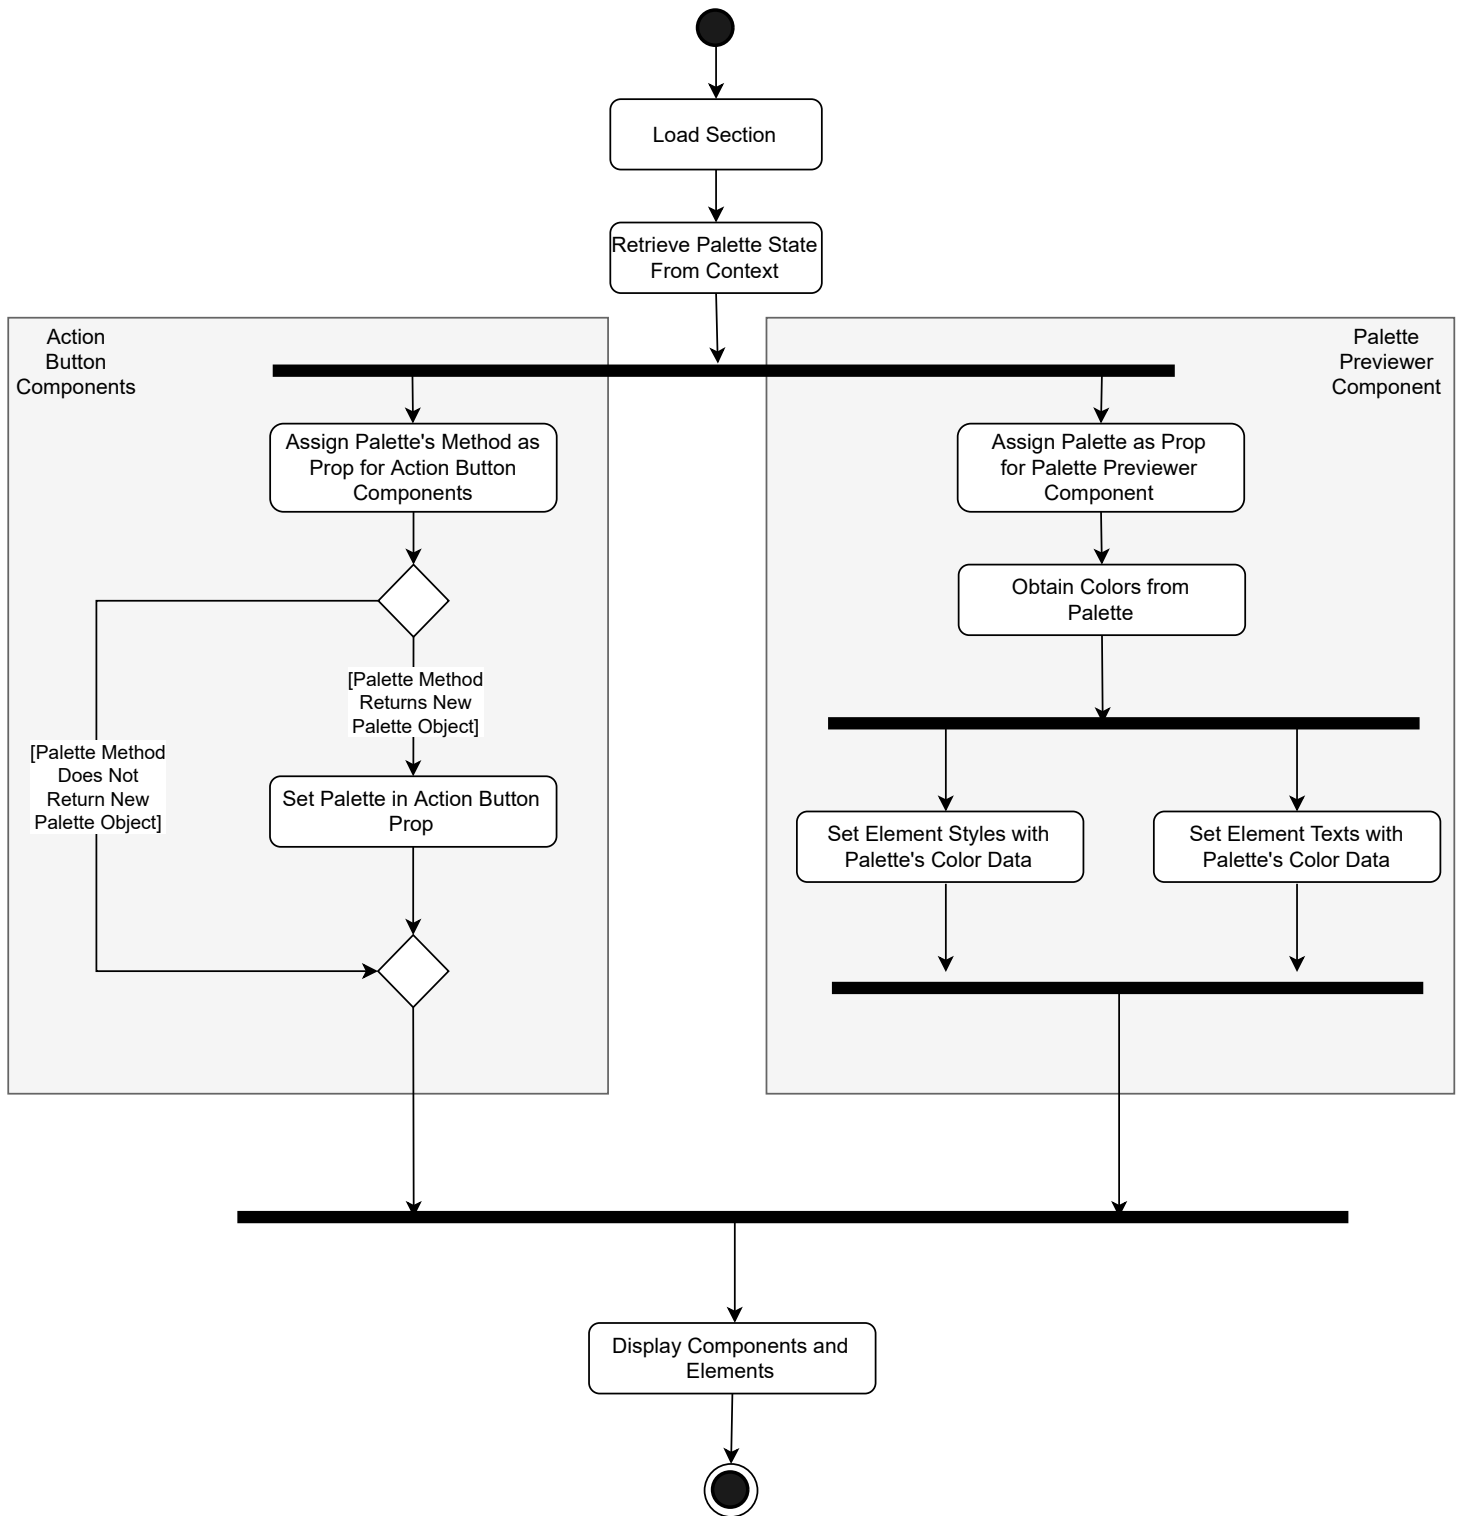 Load Section
Retrieve Palette State
From Context
Action
Button
Components
Palette
Previewer
Component
Assign Palette's Method as
Prop for Action Button
Components
Assign Palette as Prop
for Palette Previewer
Component
Obtain Colors from
Palette
[Palette Method
Returns New
Palette Object]
[Palette Method
Does Not
Return New
Palette Object]
Set Palette in Action Button
Prop
Set Element Styles with
Palette's Color Data
Set Element Texts with
Palette's Color Data
Display Components and
Elements